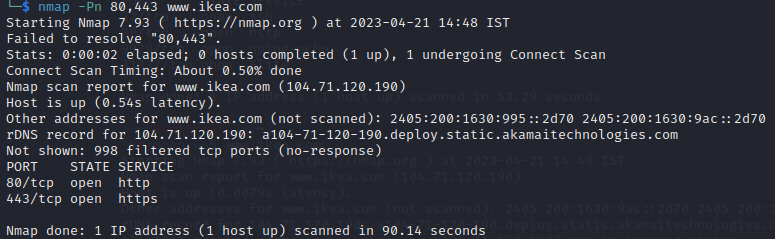 └─$ nmap -Pn 80,443 www.ikea.com
Starting Nmap 7.93 ( https://nmap.org ) at 2023-04-21 14:48 IST
Failed to resolve "80,443".
Stats: 0:00:02 elapsed; 0 hosts completed (1 up), 1 undergoing Connect Scan
Connect Scan Timing: About 0.50% done
Nmap scan report for www.ikea.com (104.71.120.190)
Host is up (0.54s latency).
Other addresses for www.ikea.com (not scanned): 2405:200:1630:995::2d70 2405:200:1630:9ac::2d70
rDNS record for 104.71.120.190: a104-71-120-190.deploy.static.akamaitechnologies.com
Not shown: 998 filtered tcp ports (no-response)
PORT    STATE SERVICE
80/tcp  open  http
443/tcp open  https
Nmap done: 1 IP address (1 host up) scanned in 90.14 seconds